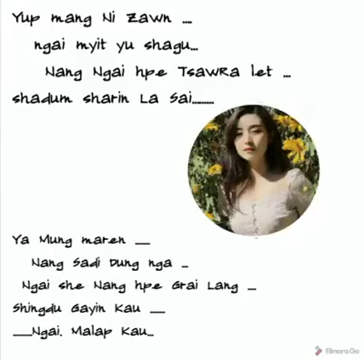 Yup mang Ni Zawn ....
ngai myit yu shagu...
Nang Ngai hpe Tsawra let ...
shadum sharin La Sai.........
Ya Mung maren .....
Nang Sadi Dung nga ..
Ngai she Nang hpe Grai Lang ...
Shingdu Gayin Kau ....
....Ngai. Malap Kau...
Filmora Go